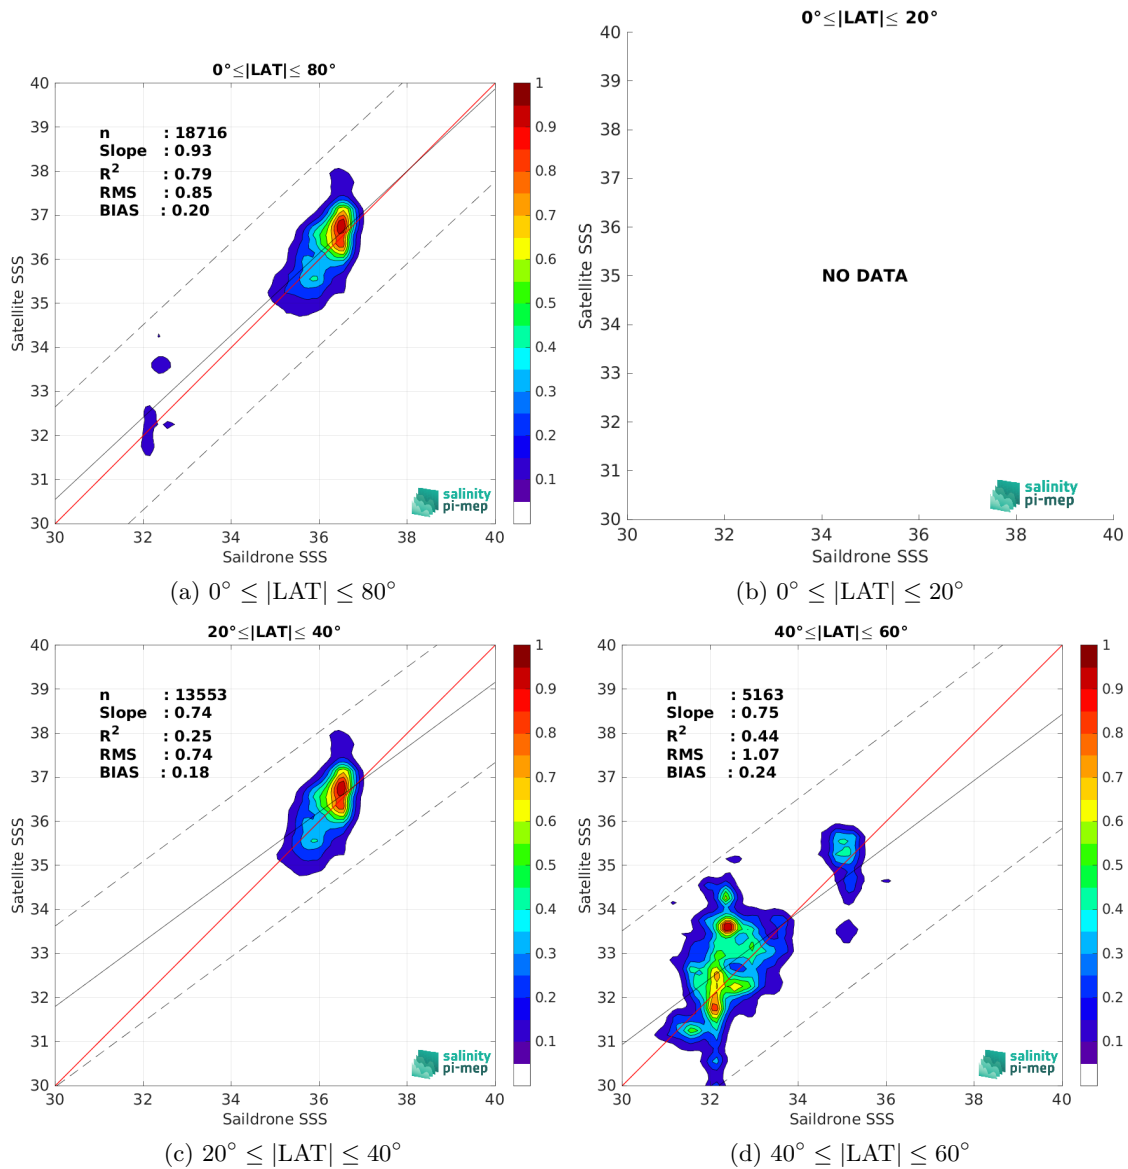 0°≤|LAT|≤ 80°
n : 18716
Slope : 0.93
R² : 0.79
RMS : 0.85
BIAS : 0.20
40
39
38
37
36
35
34
33
32
31
30
30 32 34 36 38 40
Satellite SSS
Saildrone SSS
1
0.9
0.8
0.7
0.6
0.5
0.4
0.3
0.2
0.1
salinity
pi-mep
(a) 0° ≤ |LAT| ≤ 80°
0°≤|LAT|≤ 20°
NO DATA
40
39
38
37
36
35
34
33
32
31
30
30 32 34 36 38 40
Satellite SSS
Saildrone SSS
salinity
pi-mep
(b) 0° ≤ |LAT| ≤ 20°
20°≤|LAT|≤ 40°
n : 13553
Slope : 0.74
R² : 0.25
RMS : 0.74
BIAS : 0.18
40
39
38
37
36
35
34
33
32
31
30
30 32 34 36 38 40
Satellite SSS
Saildrone SSS
1
0.9
0.8
0.7
0.6
0.5
0.4
0.3
0.2
0.1
salinity
pi-mep
(c) 20° ≤ |LAT| ≤ 40°
40°≤|LAT|≤ 60°
n : 5163
Slope : 0.75
R² : 0.44
RMS : 1.07
BIAS : 0.24
40
39
38
37
36
35
34
33
32
31
30
30 32 34 36 38 40
Satellite SSS
Saildrone SSS
1
0.9
0.8
0.7
0.6
0.5
0.4
0.3
0.2
0.1
salinity
pi-mep
(d) 40° ≤ |LAT| ≤ 60°